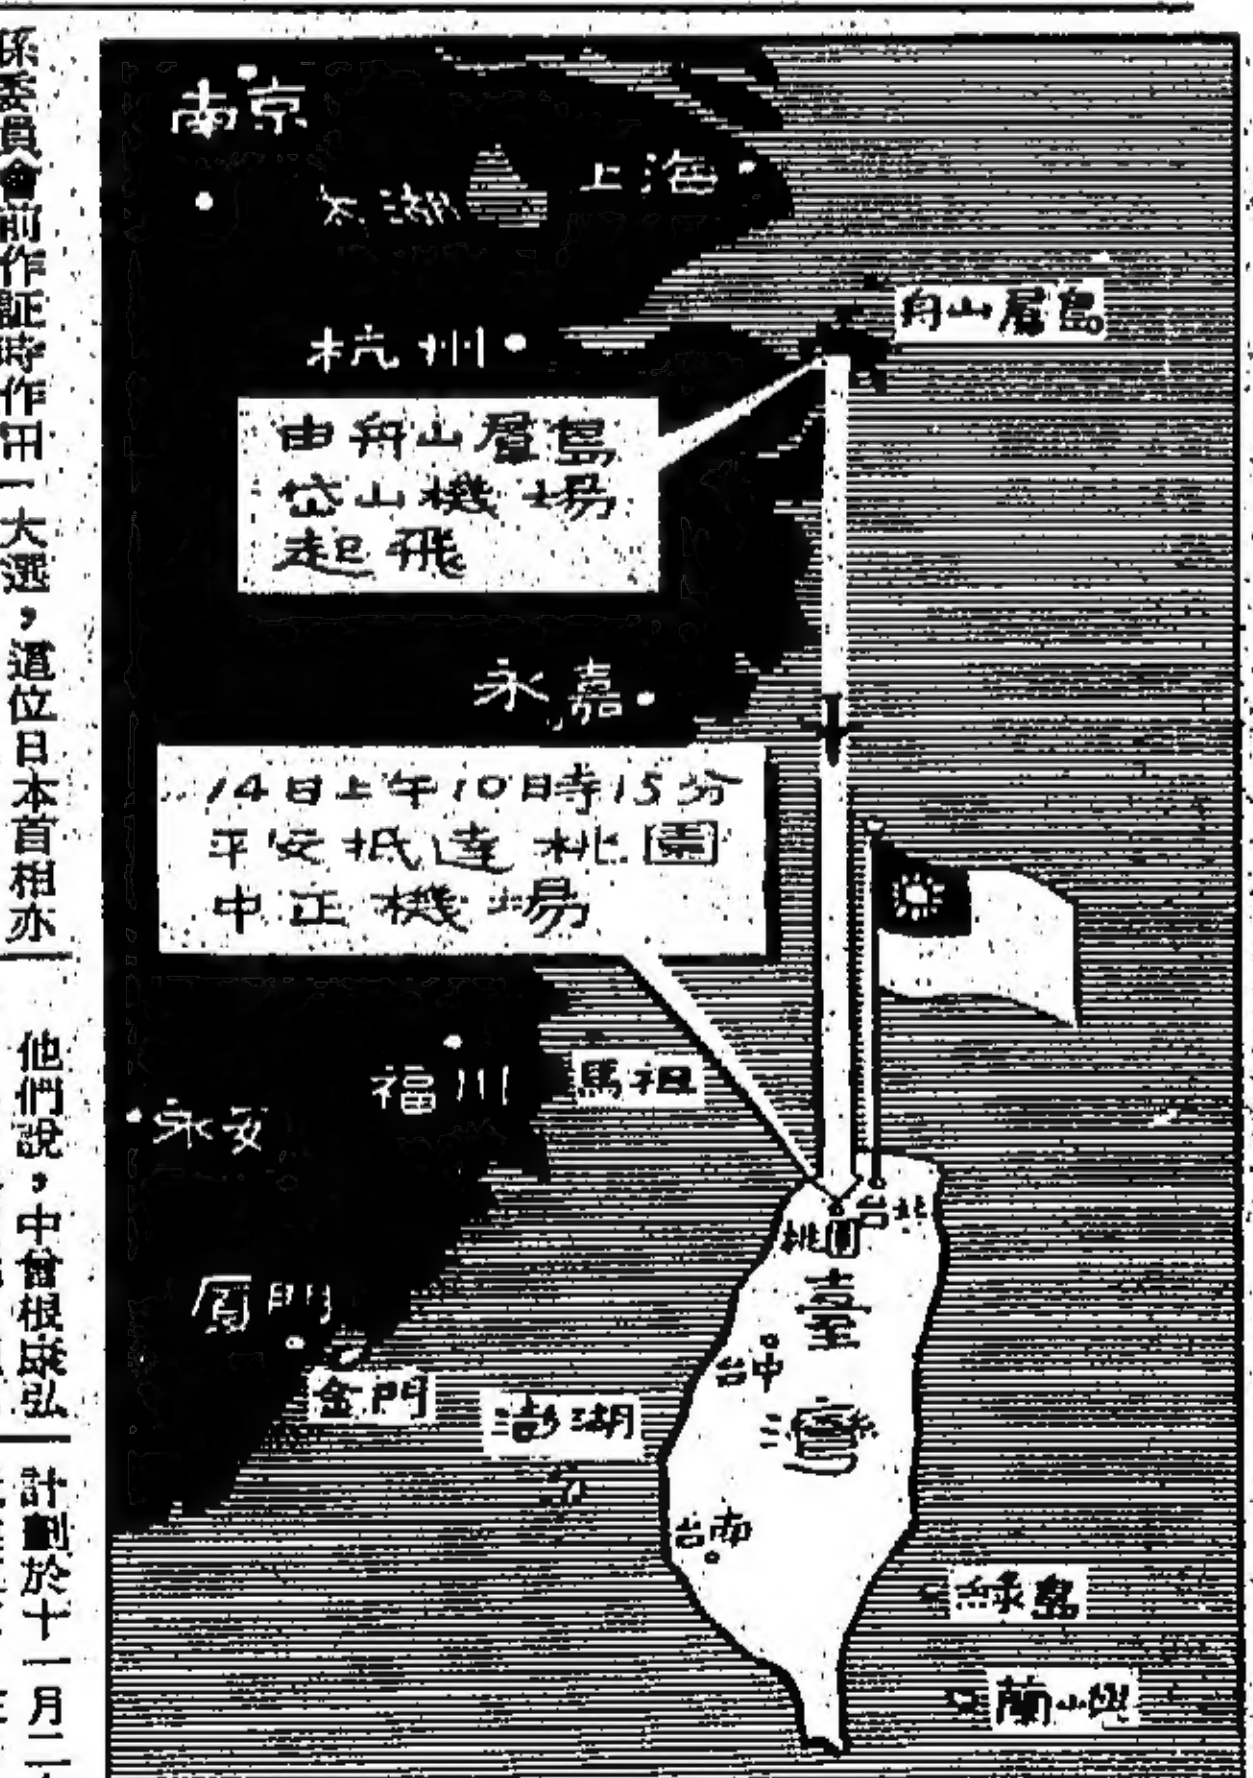 南京
上海
太湖
舟山層島
杭州
由舟山層島
岱山機場
起飛
永嘉
14日上午10時15分
平安抵達桃園
中正機場
福州
馬祖
永安
台北
桃園
臺灣
廈門
台中
金門
澎湖
台南
綠島
蘭嶼
孫委員會前作証時作用
大選,這位日本首相亦
他們說,中曾根康弘
計劃於十一月二